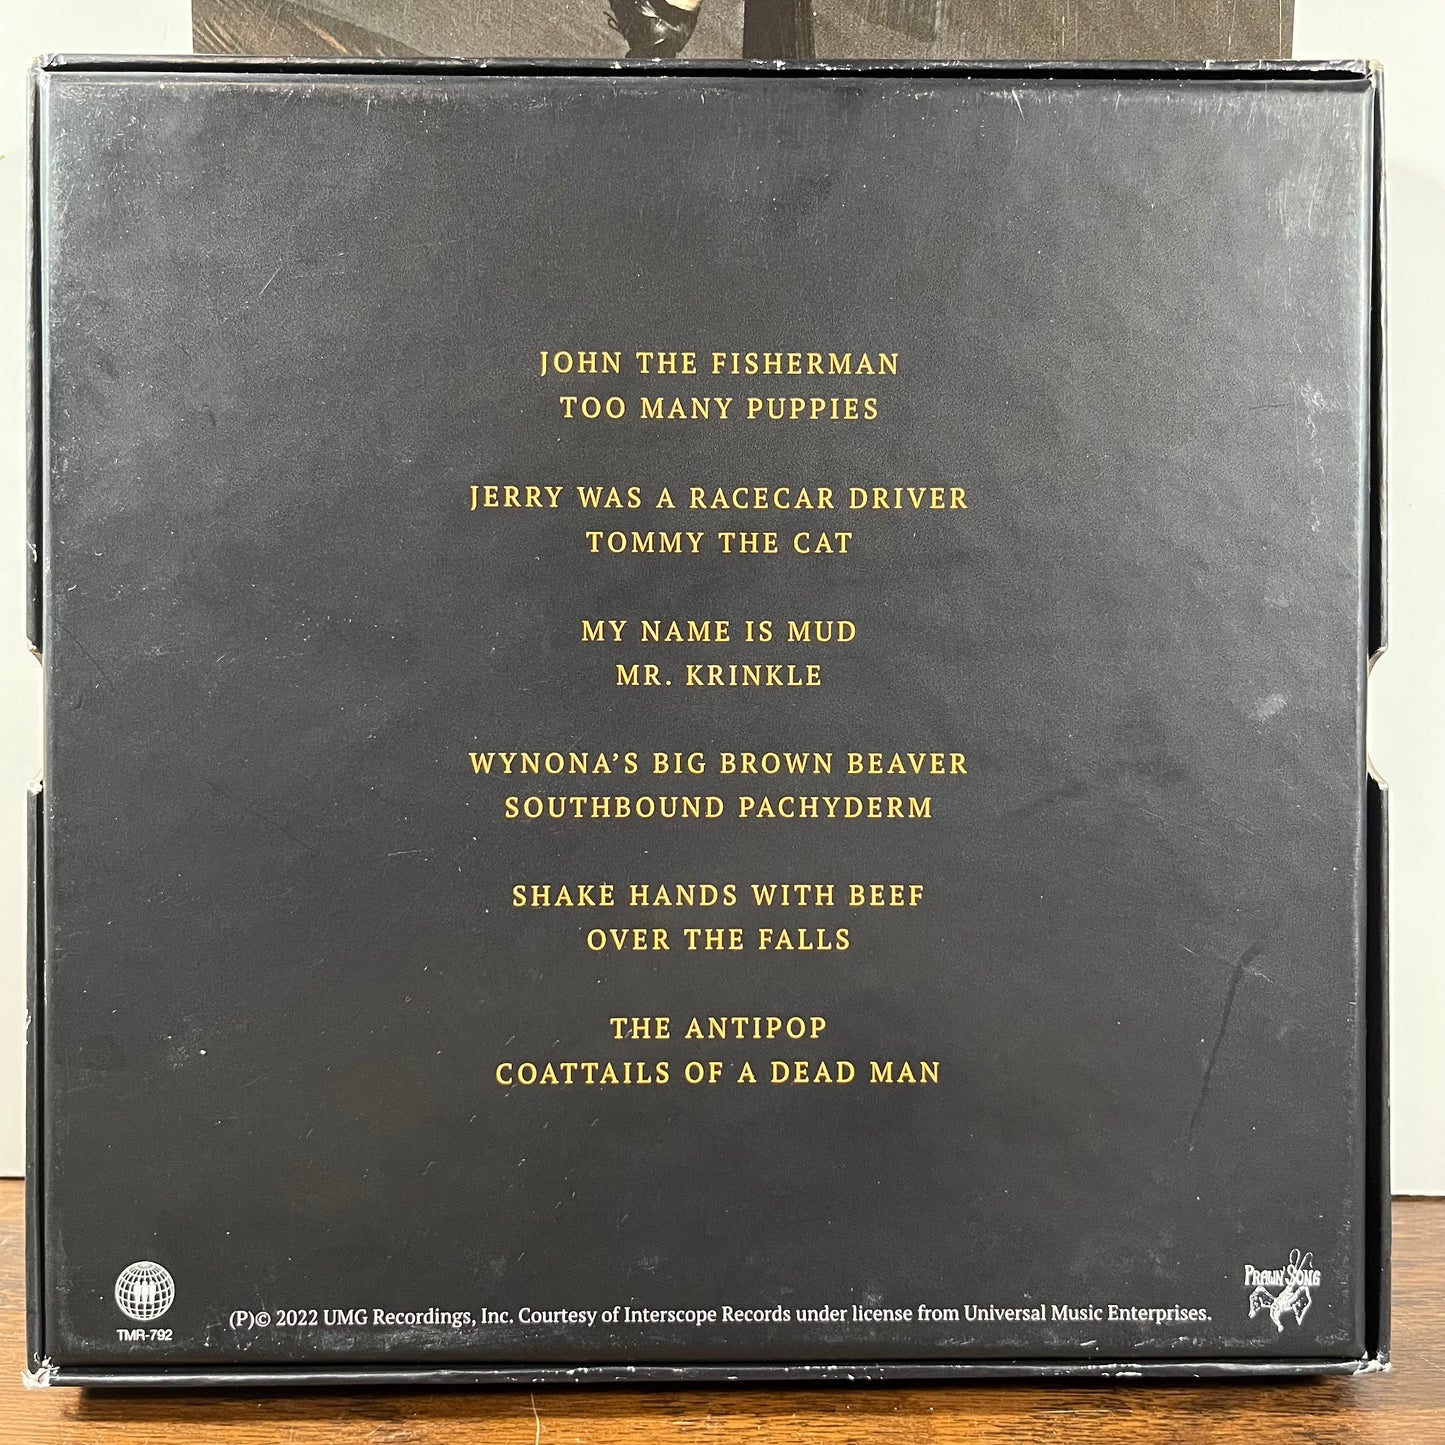 JOHN THE FISHERMAN
TOO MANY PUPPIES
JERRY WAS A RACECAR DRIVER
TOMMY THE CAT
MY NAME IS MUD
MR. KRINKLE
WYNONA’S BIG BROWN BEAVER
SOUTHBOUND PACHYDERM
SHAKE HANDS WITH BEEF
OVER THE FALLS
THE ANTIPOP
COATTAILS OF A DEAD MAN
TMR-792
(P)© 2022 UMG Recordings, Inc. Courtesy of Interscope Records under license from Universal Music Enterprises.
PRAWN SONG